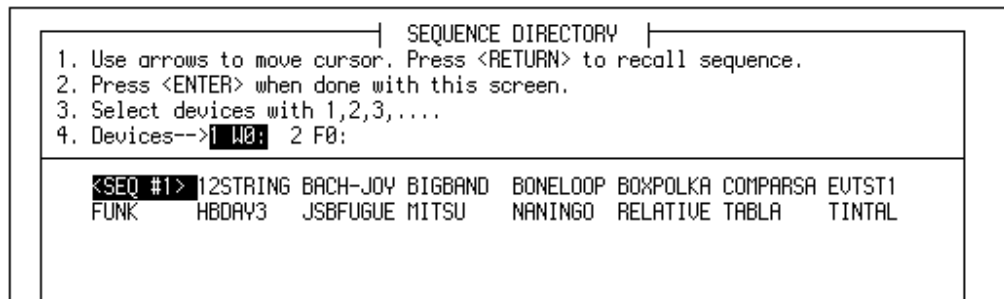 SEQUENCE DIRECTORY
1. Use arrows to move cursor. Press <RETURN> to recall sequence.
2. Press <ENTER> when done with this screen.
3. Select devices with 1,2,3,....
4. Devices-->1 W0: 2 F0:
<SEQ #1> 12STRING BACH-JOY BIGBAND BONELOOP BOXPOLKA COMPARSA EVTST1
FUNK HBDAY3 JSBFUGUE MITSU NANINGO RELATIVE TABLA TINTAL